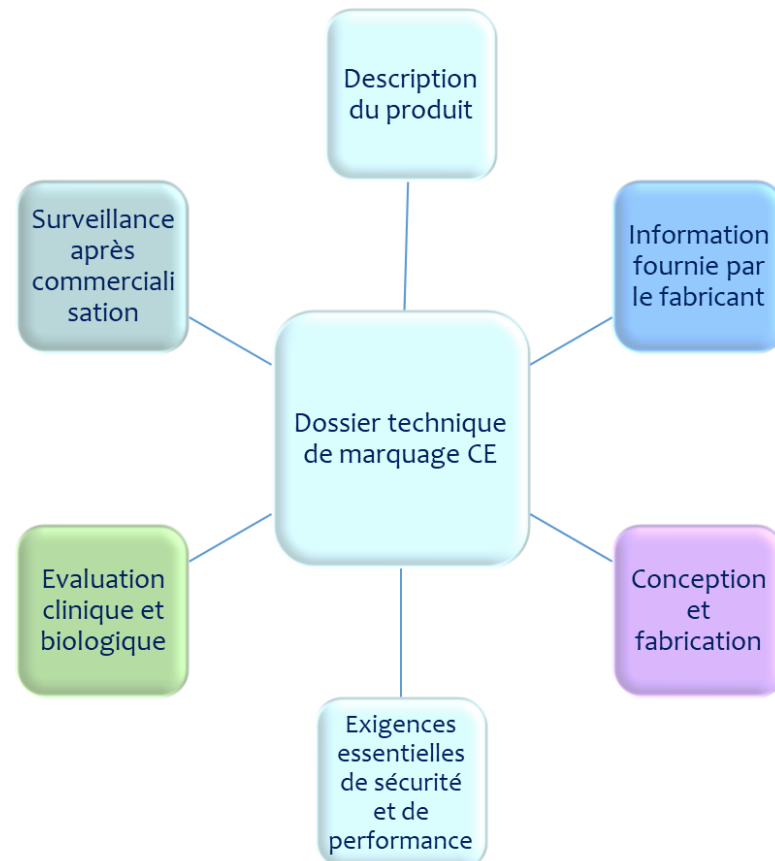 Description
du produit
Surveillance
après
commerciali
sation
Information
fournie par
le fabricant
Dossier technique
de marquage CE
Evaluation
clinique et
biologique
Conception
et
fabrication
Exigences
essentielles
de sécurité
et de
performance